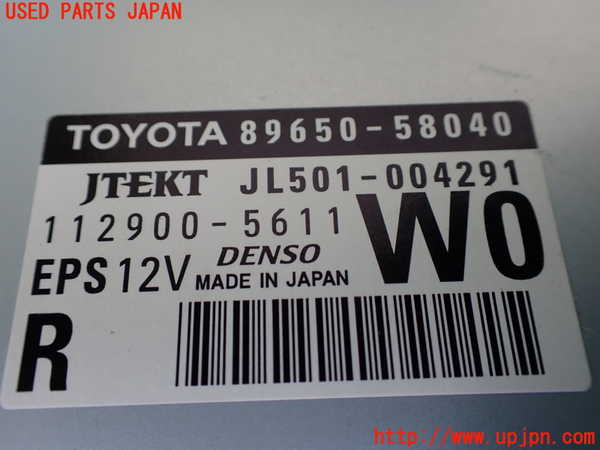 USED PARTS JAPAN
TOYOTA 89650-58040
JTEKT JL501-004291
112900-5611
W0
EPS 12V DENSO MADE IN JAPAN
R
http://www.upjpn.com/